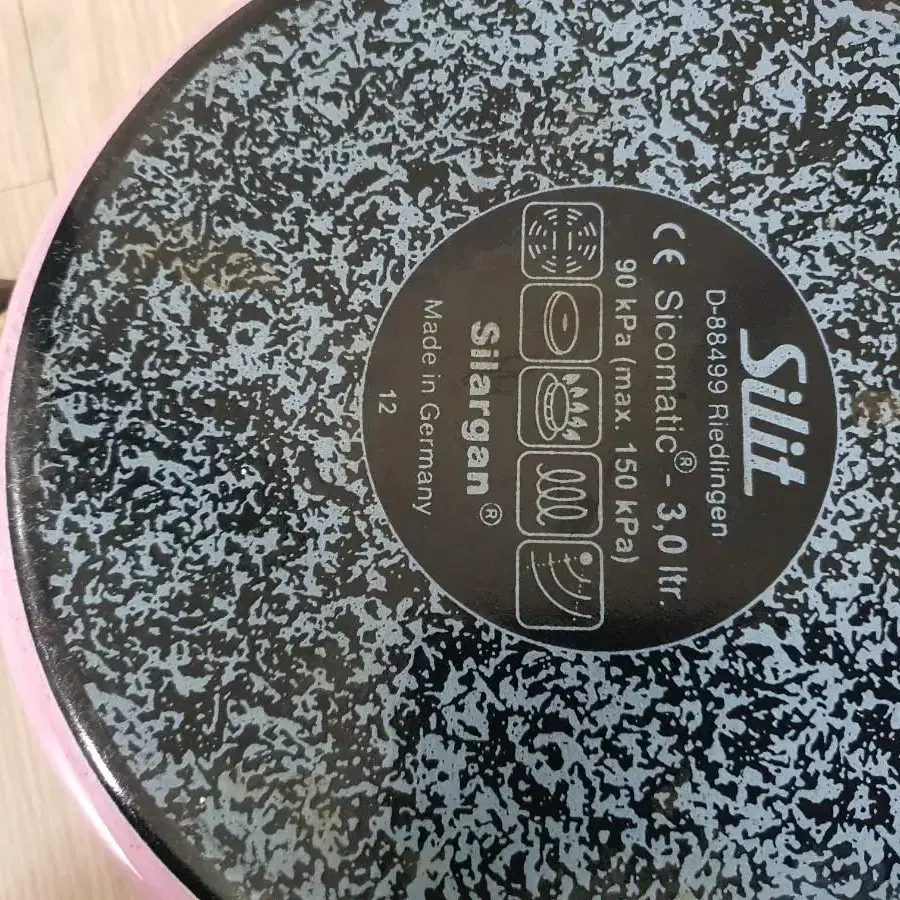 Silit
D-88499 Riedlingen
CE Sicomatic® - 3,0 ltr.
90 kPa (max. 150 kPa)
Silargan®
Made in Germany
12